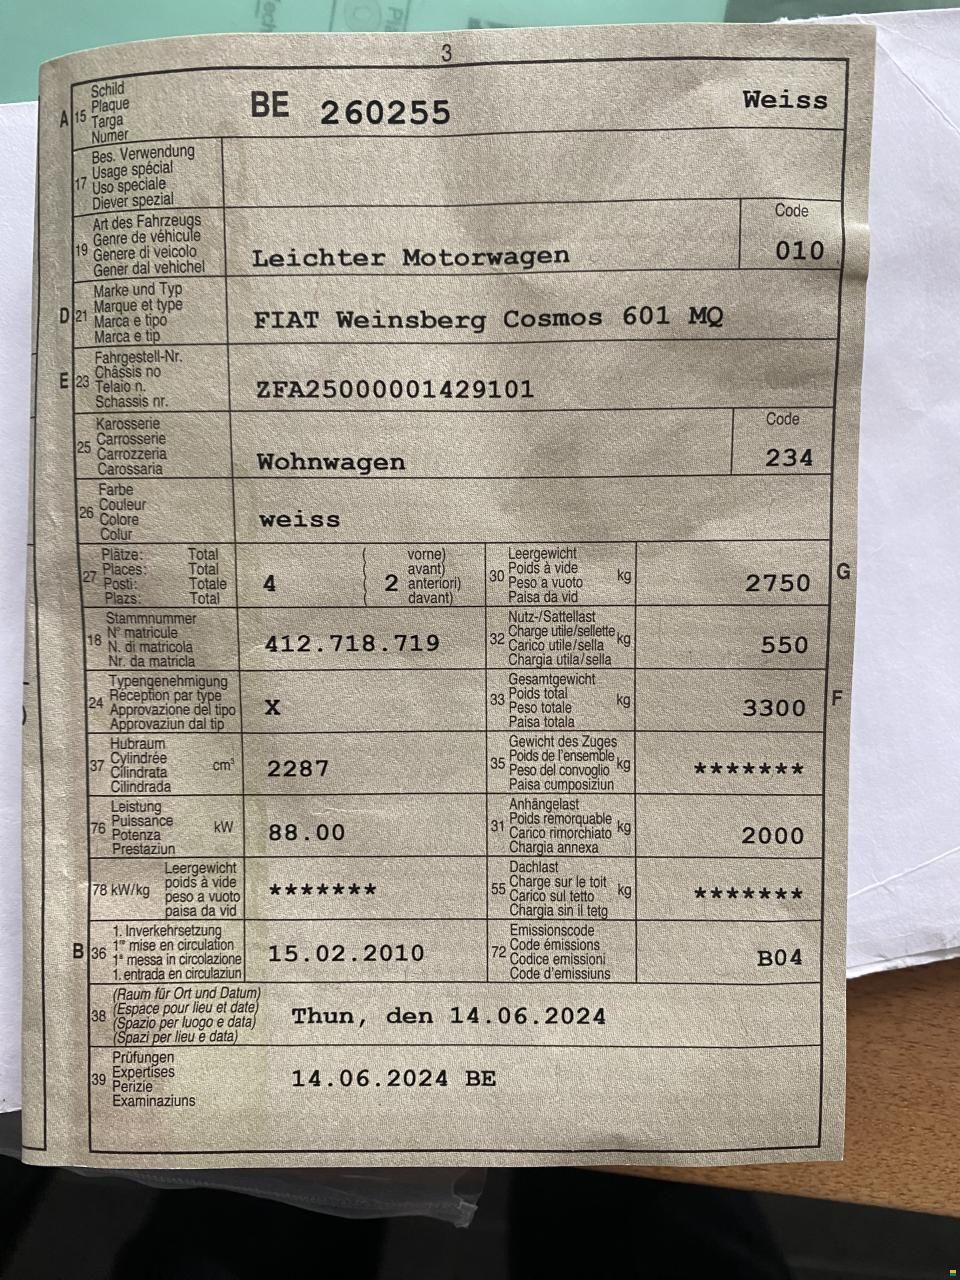 3
A 15 Schild
Plaque
Targa
Numer
BE 260255 Weiss
17 Bes. Verwendung
Usage spécial
Uso speciale
Diever spezial
19 Art des Fahrzeugs
Genre de véhicule
Genere di veicolo
Gener dal vehichel
Leichter Motorwagen
Code
010
D 21 Marke und Typ
Marque et type
Marca e tipo
Marca e tip
FIAT Weinsberg Cosmos 601 MQ
E 23 Fahrgestell-Nr.
Châssis no
Telaio n.
Schassis nr.
ZFA25000001429101
25 Karosserie
Carrosserie
Carrozzeria
Carossaria
Wohnwagen
Code
234
26 Farbe
Couleur
Colore
Colur
weiss
27 Plätze: Total
Places: Total
Posti: Totale
Plazs: Total
4
2
( vorne)
avant)
anteriori)
( davant)
30 Leergewicht
Poids à vide
Peso a vuoto
Paisa da vid
kg
2750
G
18 Stammnummer
N° matricule
N. di matricola
Nr. da matricla
412.718.719
32 Nutz-/Sattellast
Charge utile/sellette
Carico utile/sella
Chargia utila/sella
kg
550
24 Typengenehmigung
Réception par type
Approvazione del tipo
Approvaziun dal tip
X
33 Gesamtgewicht
Poids total
Peso totale
Paisa totala
kg
3300
F
37 Hubraum
Cylindrée
Cilindrata
Cilindrada
cm³
2287
35 Gewicht des Zuges
Poids de l'ensemble
Peso del convoglio
Paisa cumposiziun
kg
*******
76 Leistung
Puissance
Potenza
Prestaziun
kW
88.00
31 Anhängelast
Poids remorquable
Carico rimorchiato
Chargia annexa
kg
2000
78 kW/kg
Leergewicht
poids à vide
peso a vuoto
paisa da vid
*******
55 Dachlast
Charge sur le toit
Carico sul tetto
Chargia sin il tetg
kg
*******
B 36 1. Inverkehrsetzung
1re mise en circulation
1a messa in circolazione
1. entrada en circulaziun
15.02.2010
72 Emissionscode
Code émissions
Codice emissioni
Code d'emissiuns
B04
38 (Raum für Ort und Datum)
(Espace pour lieu et date)
(Spazio per luogo e data)
(Spazi per lieu e data)
Thun, den 14.06.2024
39 Prüfungen
Expertises
Perizie
Examinaziuns
14.06.2024 BE